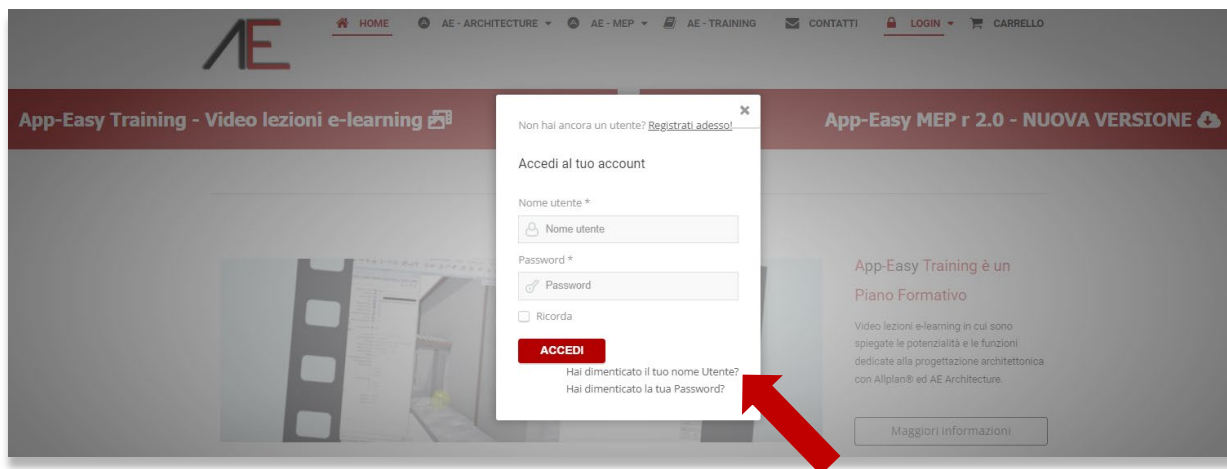 AE
HOME AE - ARCHITECTURE AE - MEP AE - TRAINING CONTATTI LOGIN CARRELLO
App-Easy Training - Video lezioni e-learning
App-Easy MEP r 2.0 - NUOVA VERSIONE
Non hai ancora un utente? Registrati adesso!
Accedi al tuo account
Nome utente *
Nome utente
Password *
Password
Ricorda
ACCEDI
Hai dimenticato il tuo nome Utente?
Hai dimenticato la tua Password?
App-Easy Training è un
Piano Formativo
Video lezioni e-learning in cui sono
spiegate le potenzialità e le funzioni
dedicate alla progettazione architettonica
con Allplan® ed AE Architecture.
Maggiori informazioni